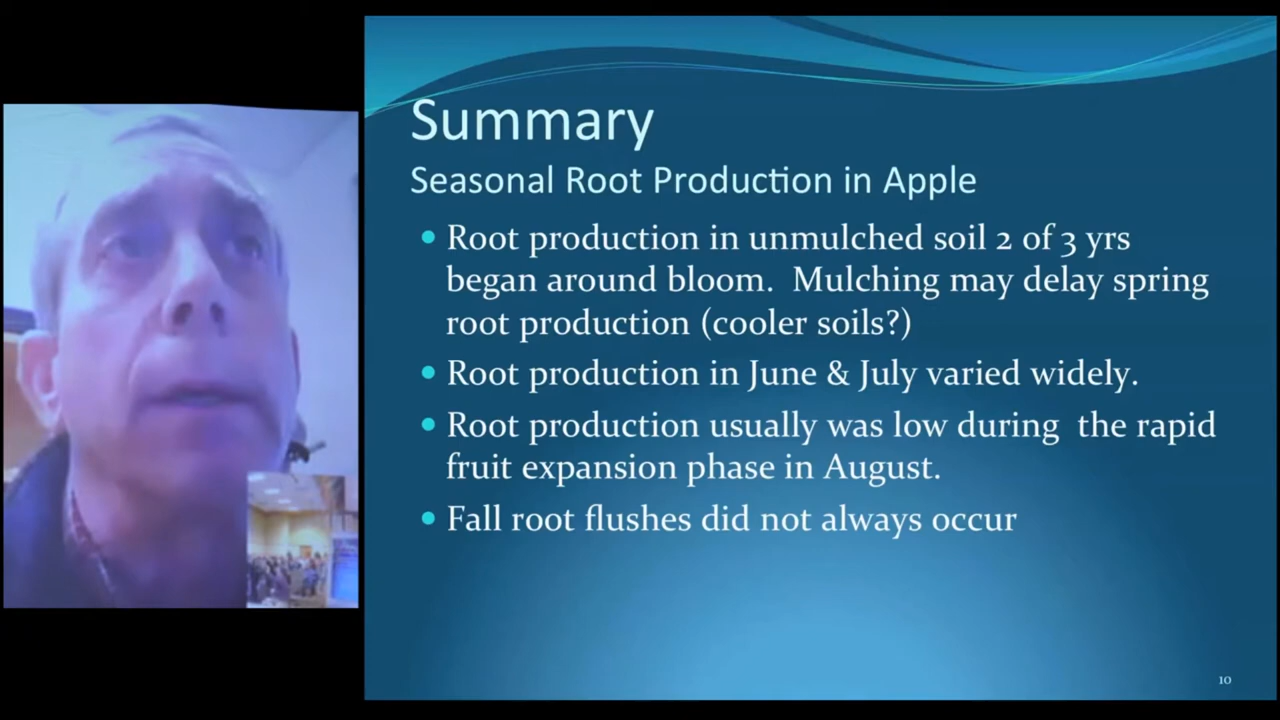 Summary
Seasonal Root Production in Apple
• Root production in unmulched soil 2 of 3 yrs
began around bloom.  Mulching may delay spring
root production (cooler soils?)
• Root production in June & July varied widely.
• Root production usually was low during  the rapid
fruit expansion phase in August.
• Fall root flushes did not always occur
10